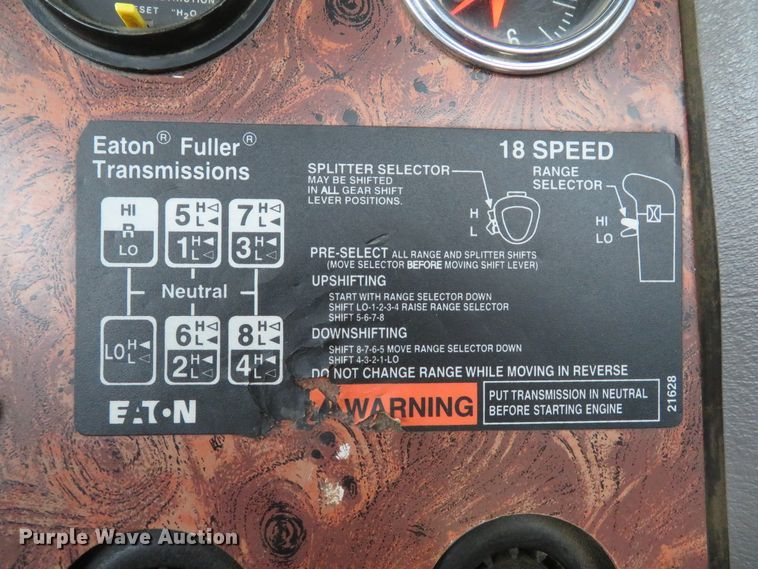 RESET "H₂O
6
Eaton® Fuller®
Transmissions
18 SPEED
SPLITTER SELECTOR
MAY BE SHIFTED
IN ALL GEAR SHIFT
LEVER POSITIONS.
RANGE
SELECTOR
H
L
HI
LO
HI
R
LO
5 H◁
L◀
7 H◁
L◀
1 H◀
L◁
3 H◀
L◁
Neutral
LO H◀
L◁
6 H◁
L◀
8 H◁
L◀
2 H◀
L◁
4 H◀
L◁
PRE-SELECT ALL RANGE AND SPLITTER SHIFTS
(MOVE SELECTOR BEFORE MOVING SHIFT LEVER)
UPSHIFTING
START WITH RANGE SELECTOR DOWN
SHIFT LO-1-2-3-4 RAISE RANGE SELECTOR
SHIFT 5-6-7-8
DOWNSHIFTING
SHIFT 8-7-6-5 MOVE RANGE SELECTOR DOWN
SHIFT 4-3-2-1-LO
DO NOT CHANGE RANGE WHILE MOVING IN REVERSE
EATON
WARNING
PUT TRANSMISSION IN NEUTRAL
BEFORE STARTING ENGINE
21628
Purple Wave Auction